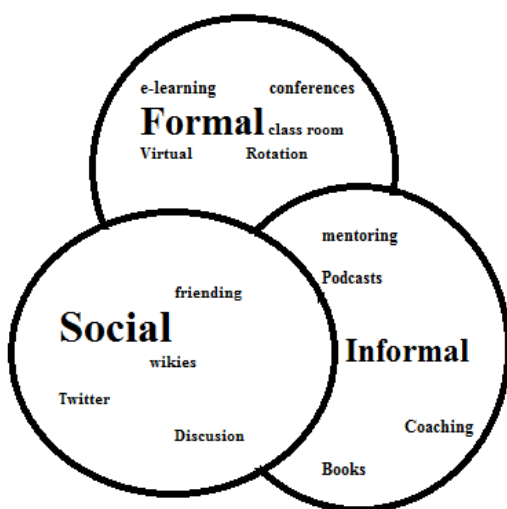 e-learning conferences
Formal class room
Virtual Rotation
mentoring
Podcasts
friending
Social
wikies
Informal
Twitter
Coaching
Discusion
Books